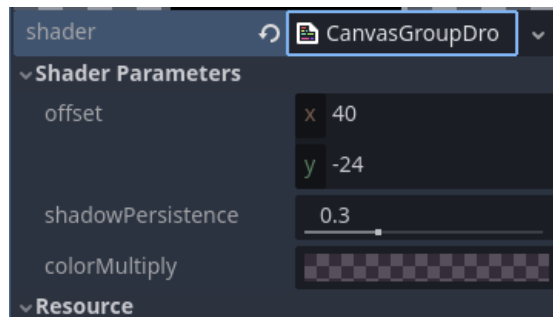 shader CanvasGroupDro
Shader Parameters
offset x 40
y -24
shadowPersistence 0.3
colorMultiply
Resource